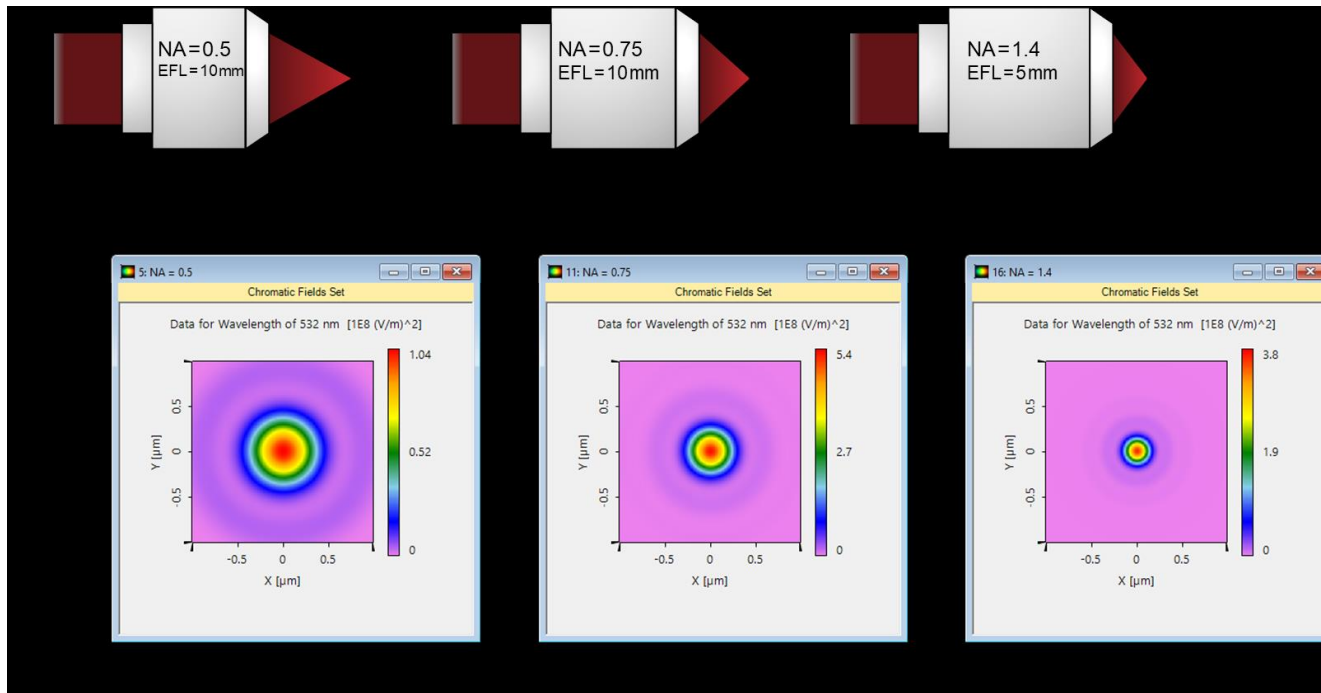 NA=0.5
EFL=10mm
NA=0.75
EFL=10mm
NA=1.4
EFL=5mm
5: NA = 0.5
Chromatic Fields Set
Data for Wavelength of 532 nm [1E8 (V/m)^2]
1.04
0.52
0
0.5
0
-0.5
Y [µm]
-0.5 0 0.5
X [µm]
11: NA = 0.75
Chromatic Fields Set
Data for Wavelength of 532 nm [1E8 (V/m)^2]
5.4
2.7
0
0.5
0
-0.5
Y [µm]
-0.5 0 0.5
X [µm]
16: NA = 1.4
Chromatic Fields Set
Data for Wavelength of 532 nm [1E8 (V/m)^2]
3.8
1.9
0
0.5
0
-0.5
Y [µm]
-0.5 0 0.5
X [µm]